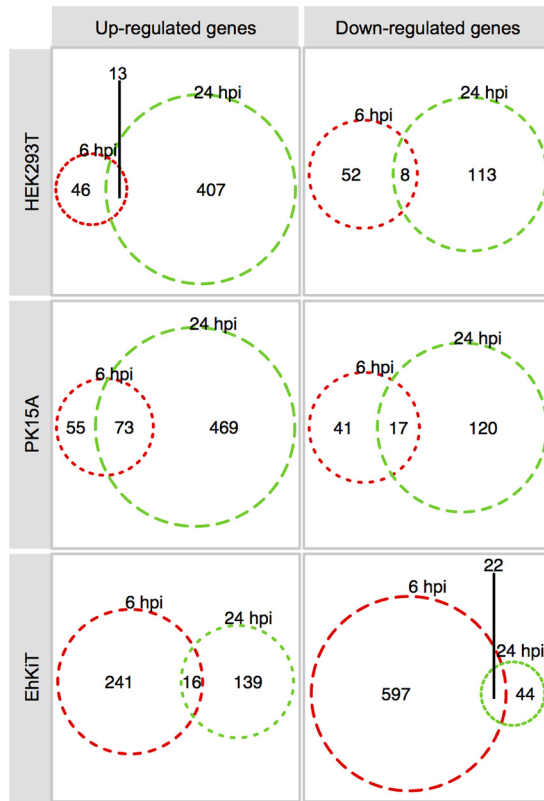 Up-regulated genes
Down-regulated genes
HEK293T
13
24 hpi
6 hpi
46
407
24 hpi
6 hpi
52
8
113
PK15A
24 hpi
6 hpi
55
73
469
24 hpi
6 hpi
41
17
120
EhKiT
6 hpi
24 hpi
241
16
139
22
6 hpi
24 hpi
597
44